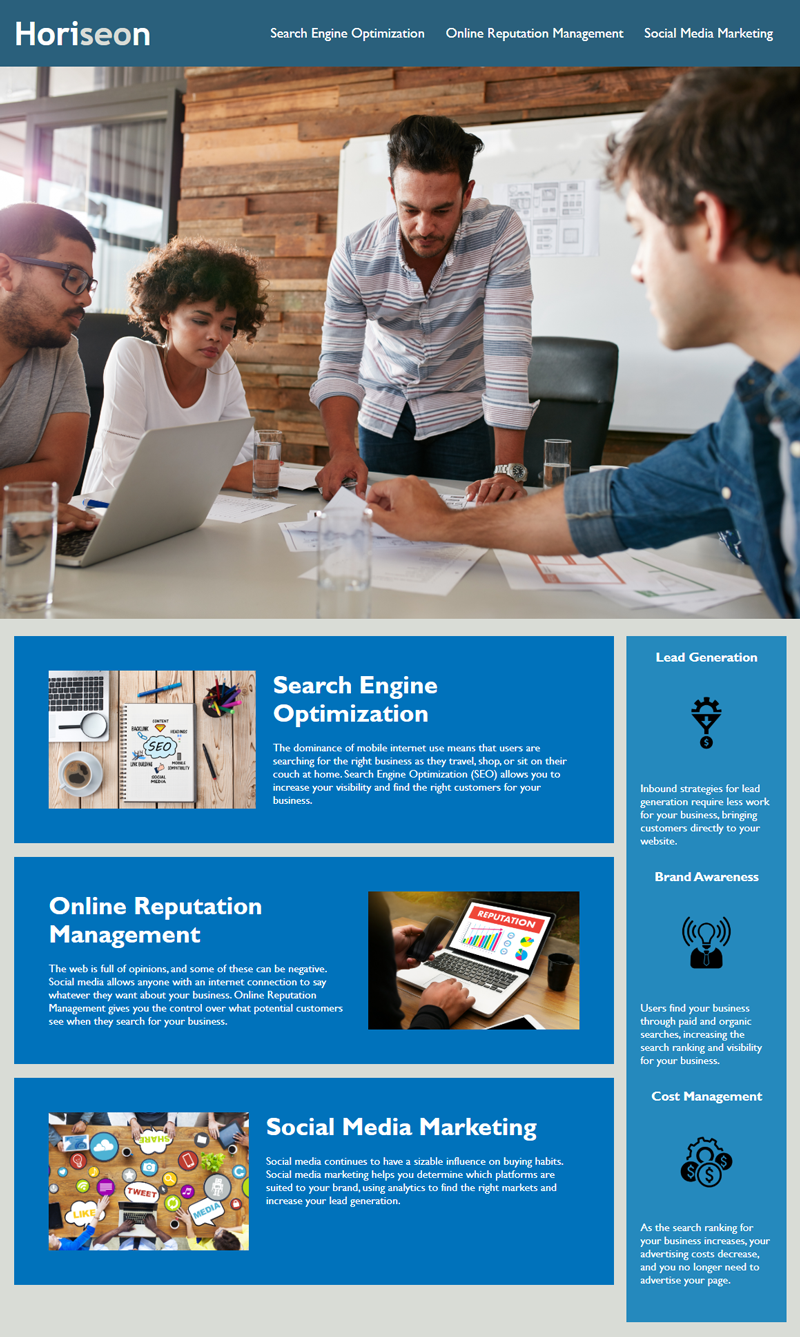 Horiseon
Search Engine Optimization
Online Reputation Management
Social Media Marketing
CONTENT
BACKLINK
SEO
LINK BUILDING
SOCIAL
MEDIA
Search Engine
Optimization
The dominance of mobile internet use means that users are
searching for the right business as they travel, shop, or sit on their
couch at home. Search Engine Optimization (SEO) allows you to
increase your visibility and find the right customers for your
business.
Online Reputation
Management
The web is full of opinions, and some of these can be negative.
Social media allows anyone with an internet connection to say
whatever they want about your business. Online Reputation
Management gives you the control over what potential customers
see when they search for your business.
REPUTATION
SHARE
TWEET
LIKE
MEDIA
Social Media Marketing
Social media continues to have a sizable influence on buying habits.
Social media marketing helps you determine which platforms are
suited to your brand, using analytics to find the right markets and
increase your lead generation.
Lead Generation
$
Inbound strategies for lead
generation require less work
for your business, bringing
customers directly to your
website.
Brand Awareness
Users find your business
through paid and organic
searches, increasing the
search ranking and visibility
for your business.
Cost Management
$ $ $
As the search ranking for
your business increases, your
advertising costs decrease,
and you no longer need to
advertise your page.